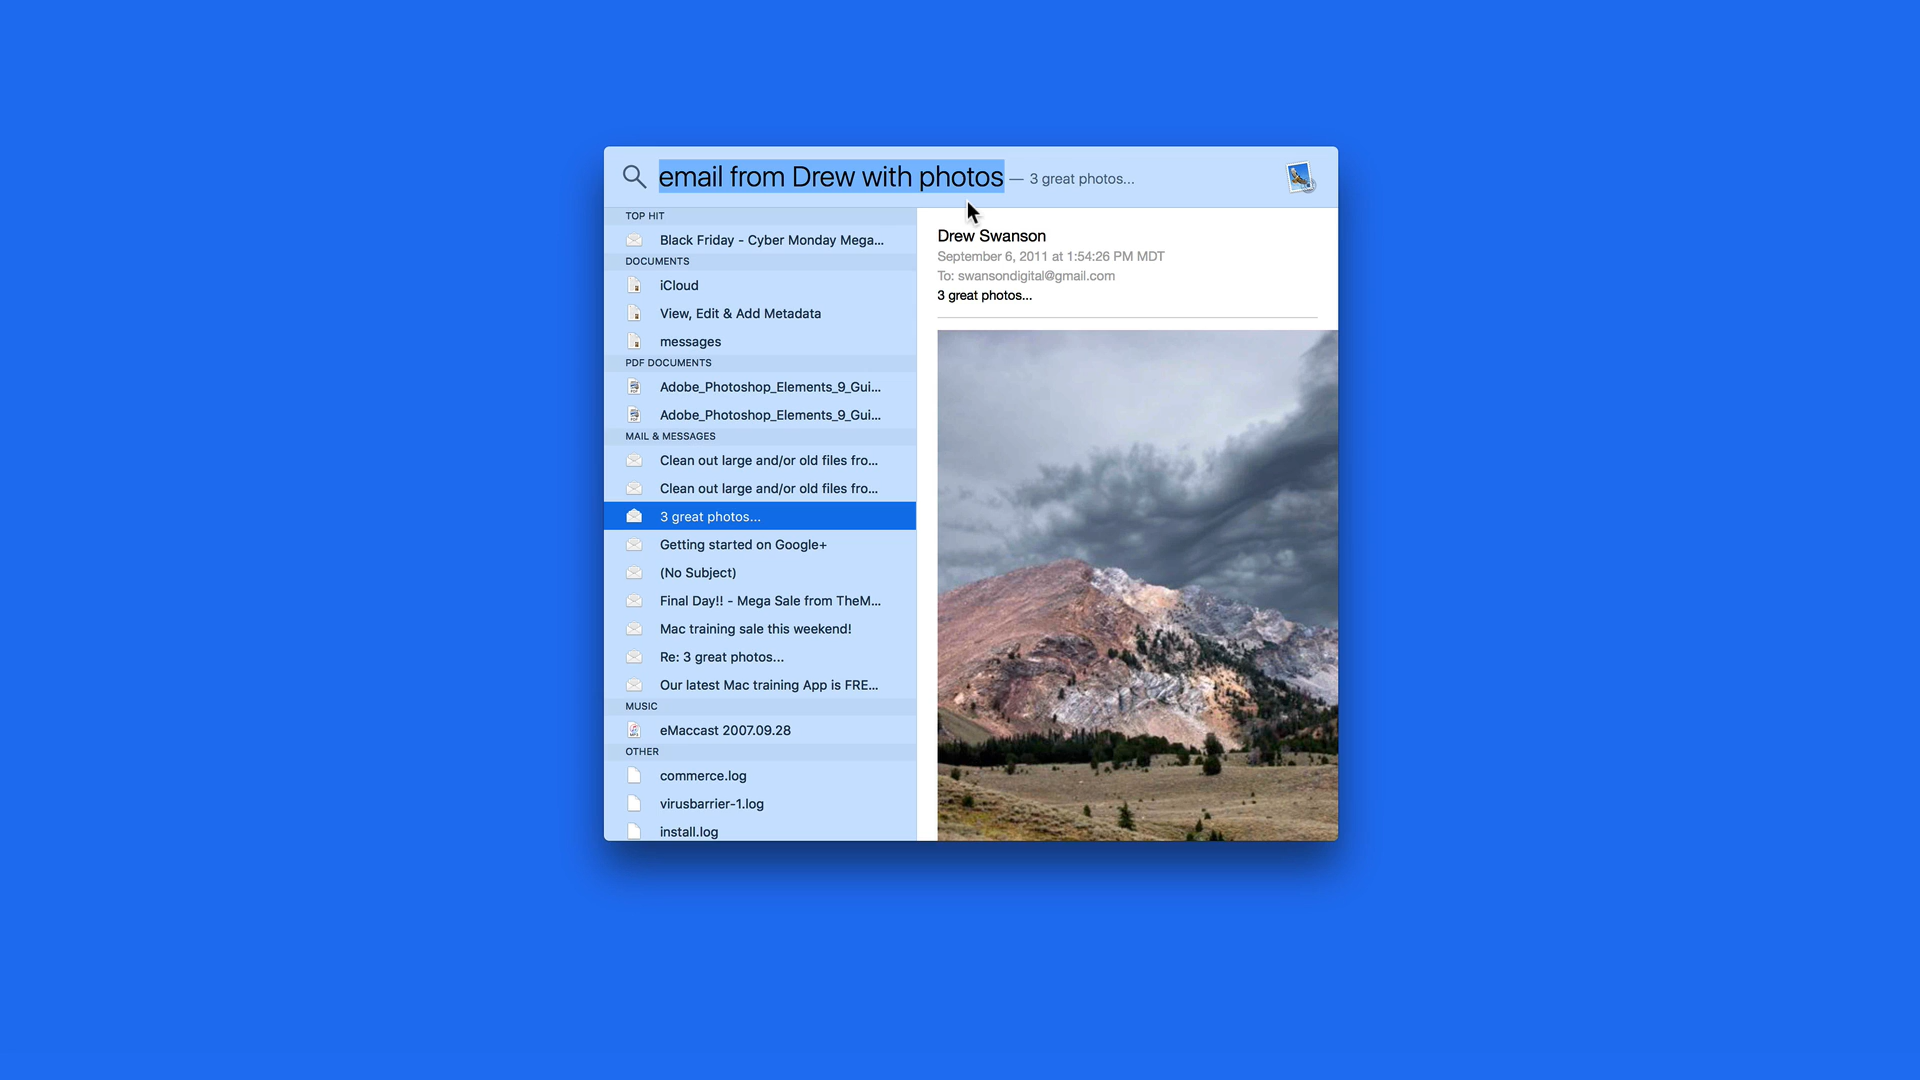 email from Drew with photos — 3 great photos...
TOP HIT
Black Friday - Cyber Monday Mega...
DOCUMENTS
iCloud
View, Edit & Add Metadata
messages
PDF DOCUMENTS
Adobe_Photoshop_Elements_9_Gui...
Adobe_Photoshop_Elements_9_Gui...
MAIL & MESSAGES
Clean out large and/or old files fro...
Clean out large and/or old files fro...
3 great photos...
Getting started on Google+
(No Subject)
Final Day!! - Mega Sale from TheM...
Mac training sale this weekend!
Re: 3 great photos...
Our latest Mac training App is FRE...
MUSIC
eMaccast 2007.09.28
OTHER
commerce.log
virusbarrier-1.log
install.log
Drew Swanson
September 6, 2011 at 1:54:26 PM MDT
To: swansondigital@gmail.com
3 great photos...